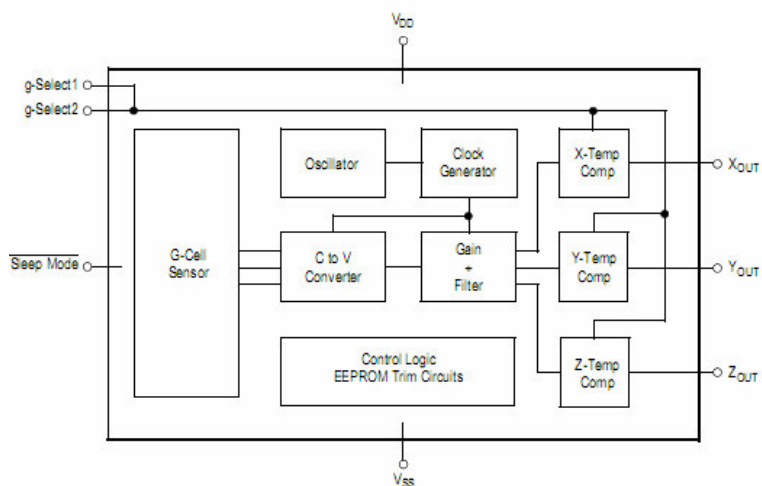 VDD
g-Select1
g-Select2
Oscillator
Clock
Generator
X-Temp
Comp
XOUT
Sleep Mode
G-Cell
Sensor
C to V
Converter
Gain
+
Filter
Y-Temp
Comp
YOUT
Control Logic
EEPROM Trim Circuits
Z-Temp
Comp
ZOUT
VSS